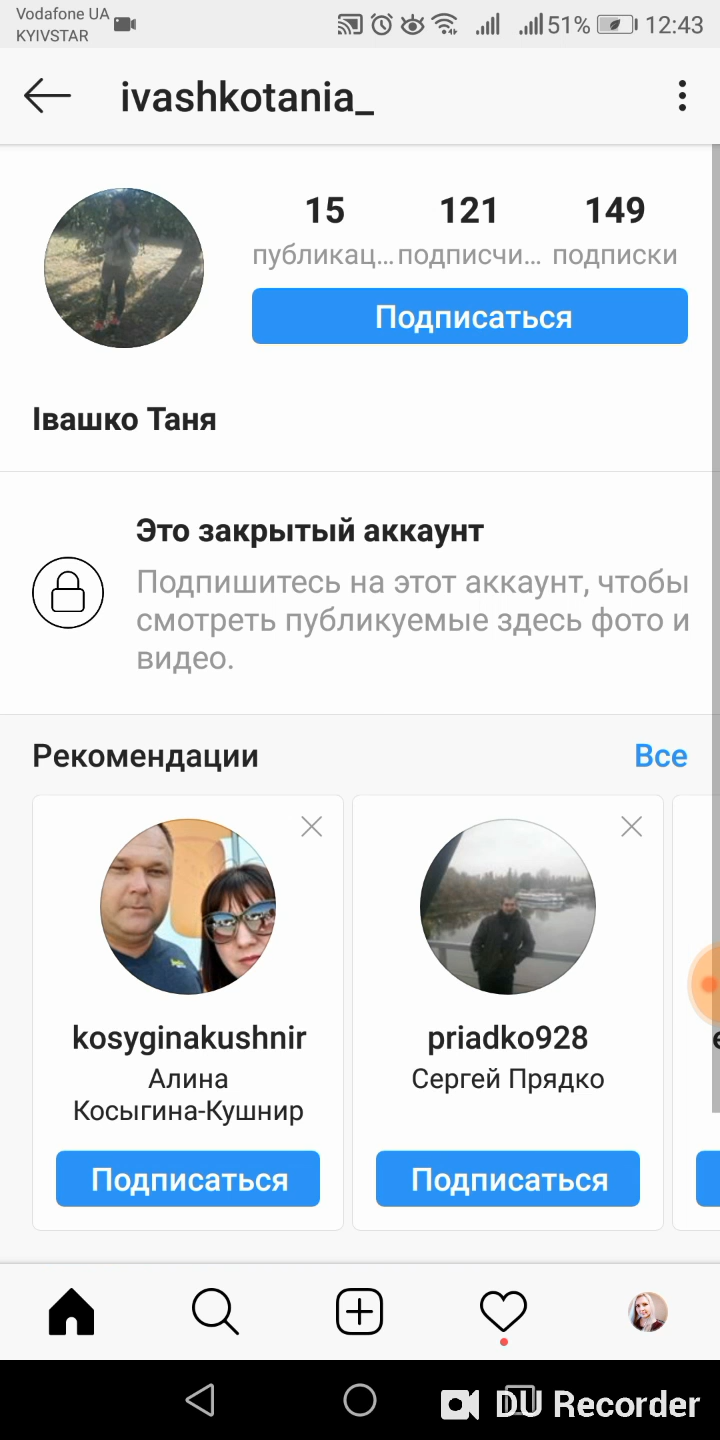 Vodafone UA
KYIVSTAR
51% 12:43
ivashkotania_
15 121 149
публикац... подписчи... подписки
Подписаться
Івашко Таня
Это закрытый аккаунт
Подпишитесь на этот аккаунт, чтобы
смотреть публикуемые здесь фото и
видео.
Рекомендации Все
kosyginakushnir
Алина
Косыгина-Кушнир
Подписаться
priadko928
Сергей Прядко
Подписаться
DU Recorder